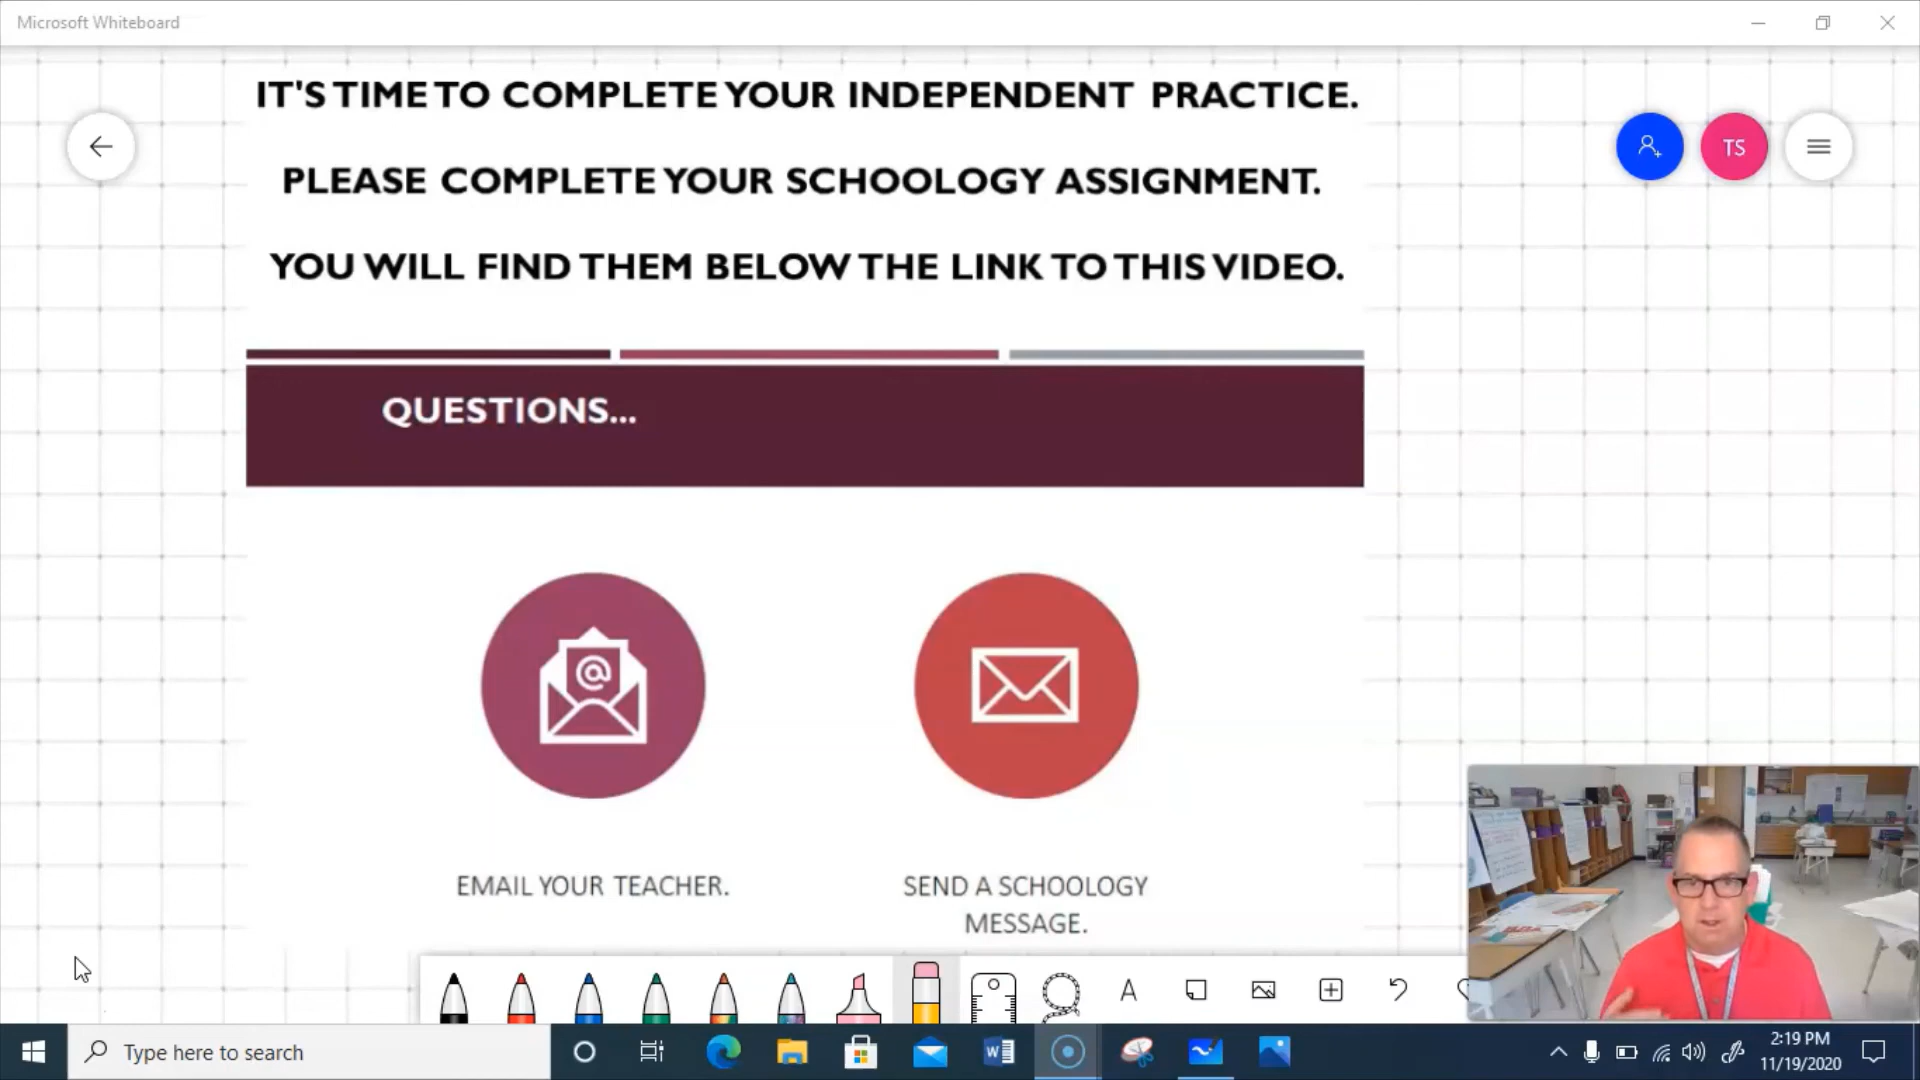 Microsoft Whiteboard
IT'S TIME TO COMPLETE YOUR INDEPENDENT PRACTICE.
PLEASE COMPLETE YOUR SCHOOLOGY ASSIGNMENT.
YOU WILL FIND THEM BELOW THE LINK TO THIS VIDEO.
TS
QUESTIONS...
@
EMAIL YOUR TEACHER.
SEND A SCHOOLOGY
MESSAGE.
A
Type here to search
2:19 PM
11/19/2020